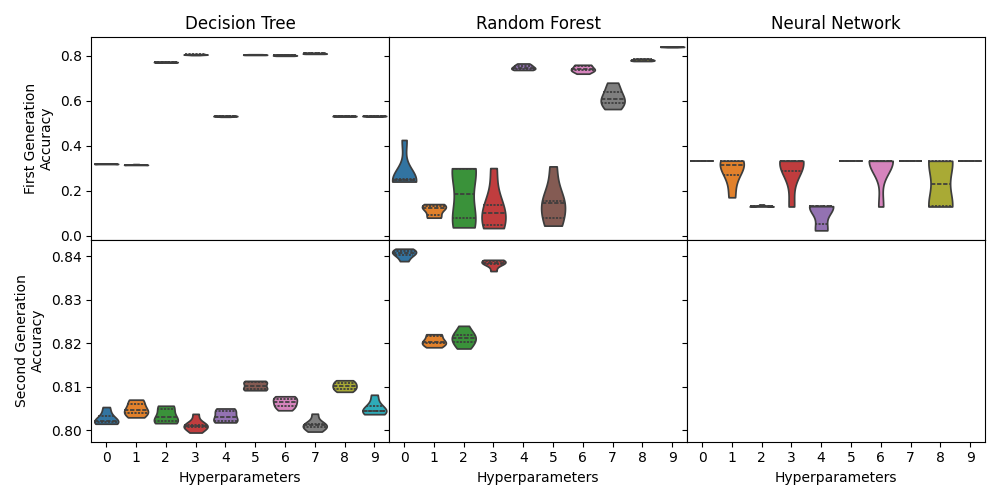 Decision Tree
Random Forest
Neural Network
First Generation
Accuracy
0.8
0.6
0.4
0.2
0.0
Second Generation
Accuracy
0.84
0.83
0.82
0.81
0.80
0 1 2 3 4 5 6 7 8 9
0 1 2 3 4 5 6 7 8 9
0 1 2 3 4 5 6 7 8 9
Hyperparameters
Hyperparameters
Hyperparameters